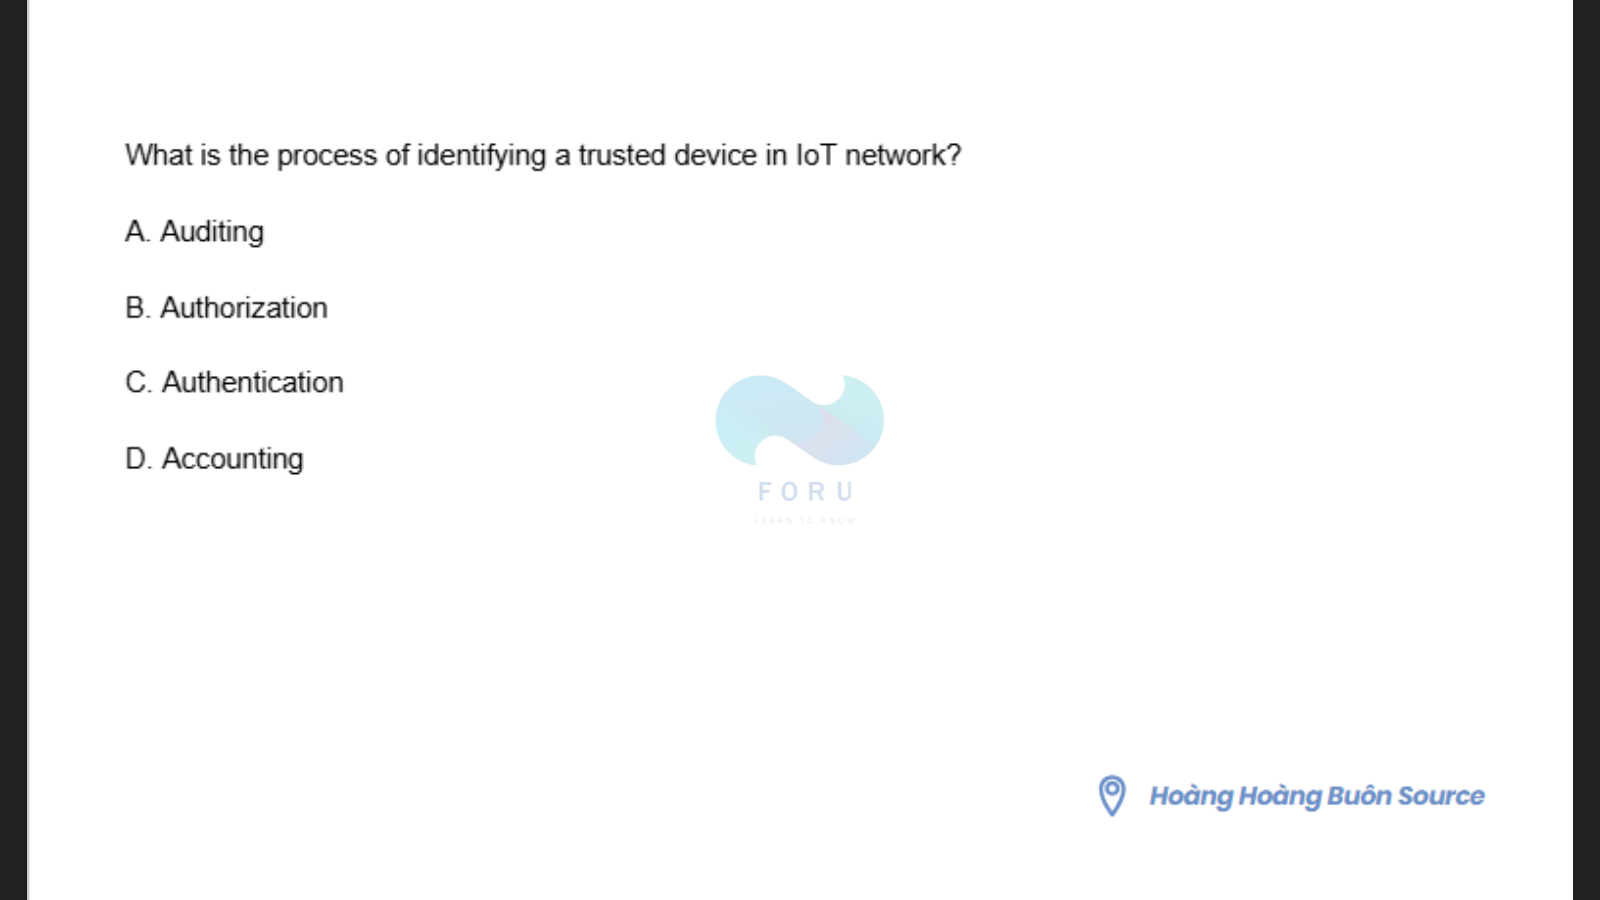 What is the process of identifying a trusted device in IoT network?
A. Auditing
B. Authorization
C. Authentication
D. Accounting
FORU
LEARN TO KNOW
Hoàng Hoàng Buôn Source